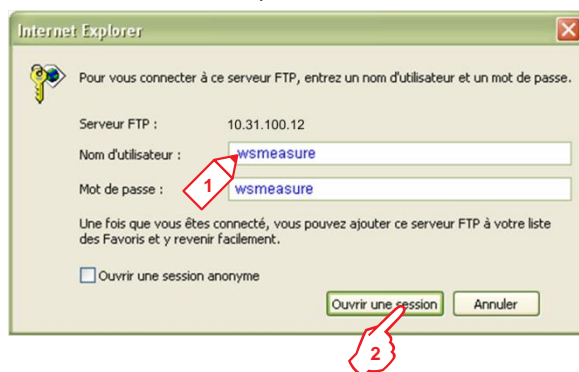 Internet Explorer
Pour vous connecter à ce serveur FTP, entrez un nom d'utilisateur et un mot de passe.
Serveur FTP : 10.31.100.12
Nom d'utilisateur : wsmeasure
1
Mot de passe : wsmeasure
Une fois que vous êtes connecté, vous pouvez ajouter ce serveur FTP à votre liste
des Favoris et y revenir facilement.
Ouvrir une session anonyme
Ouvrir une session Annuler
2